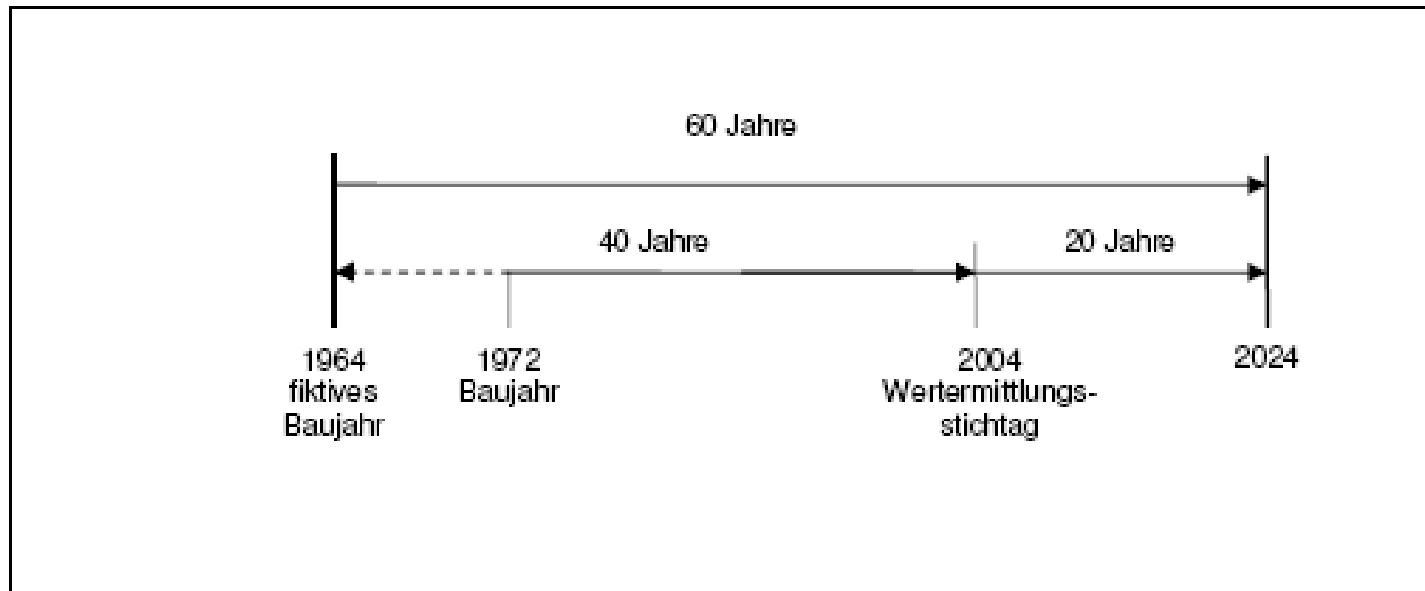 60 Jahre
40 Jahre
20 Jahre
1964
fiktives
Baujahr
1972
Baujahr
2004
Wertermittlungs-
stichtag
2024